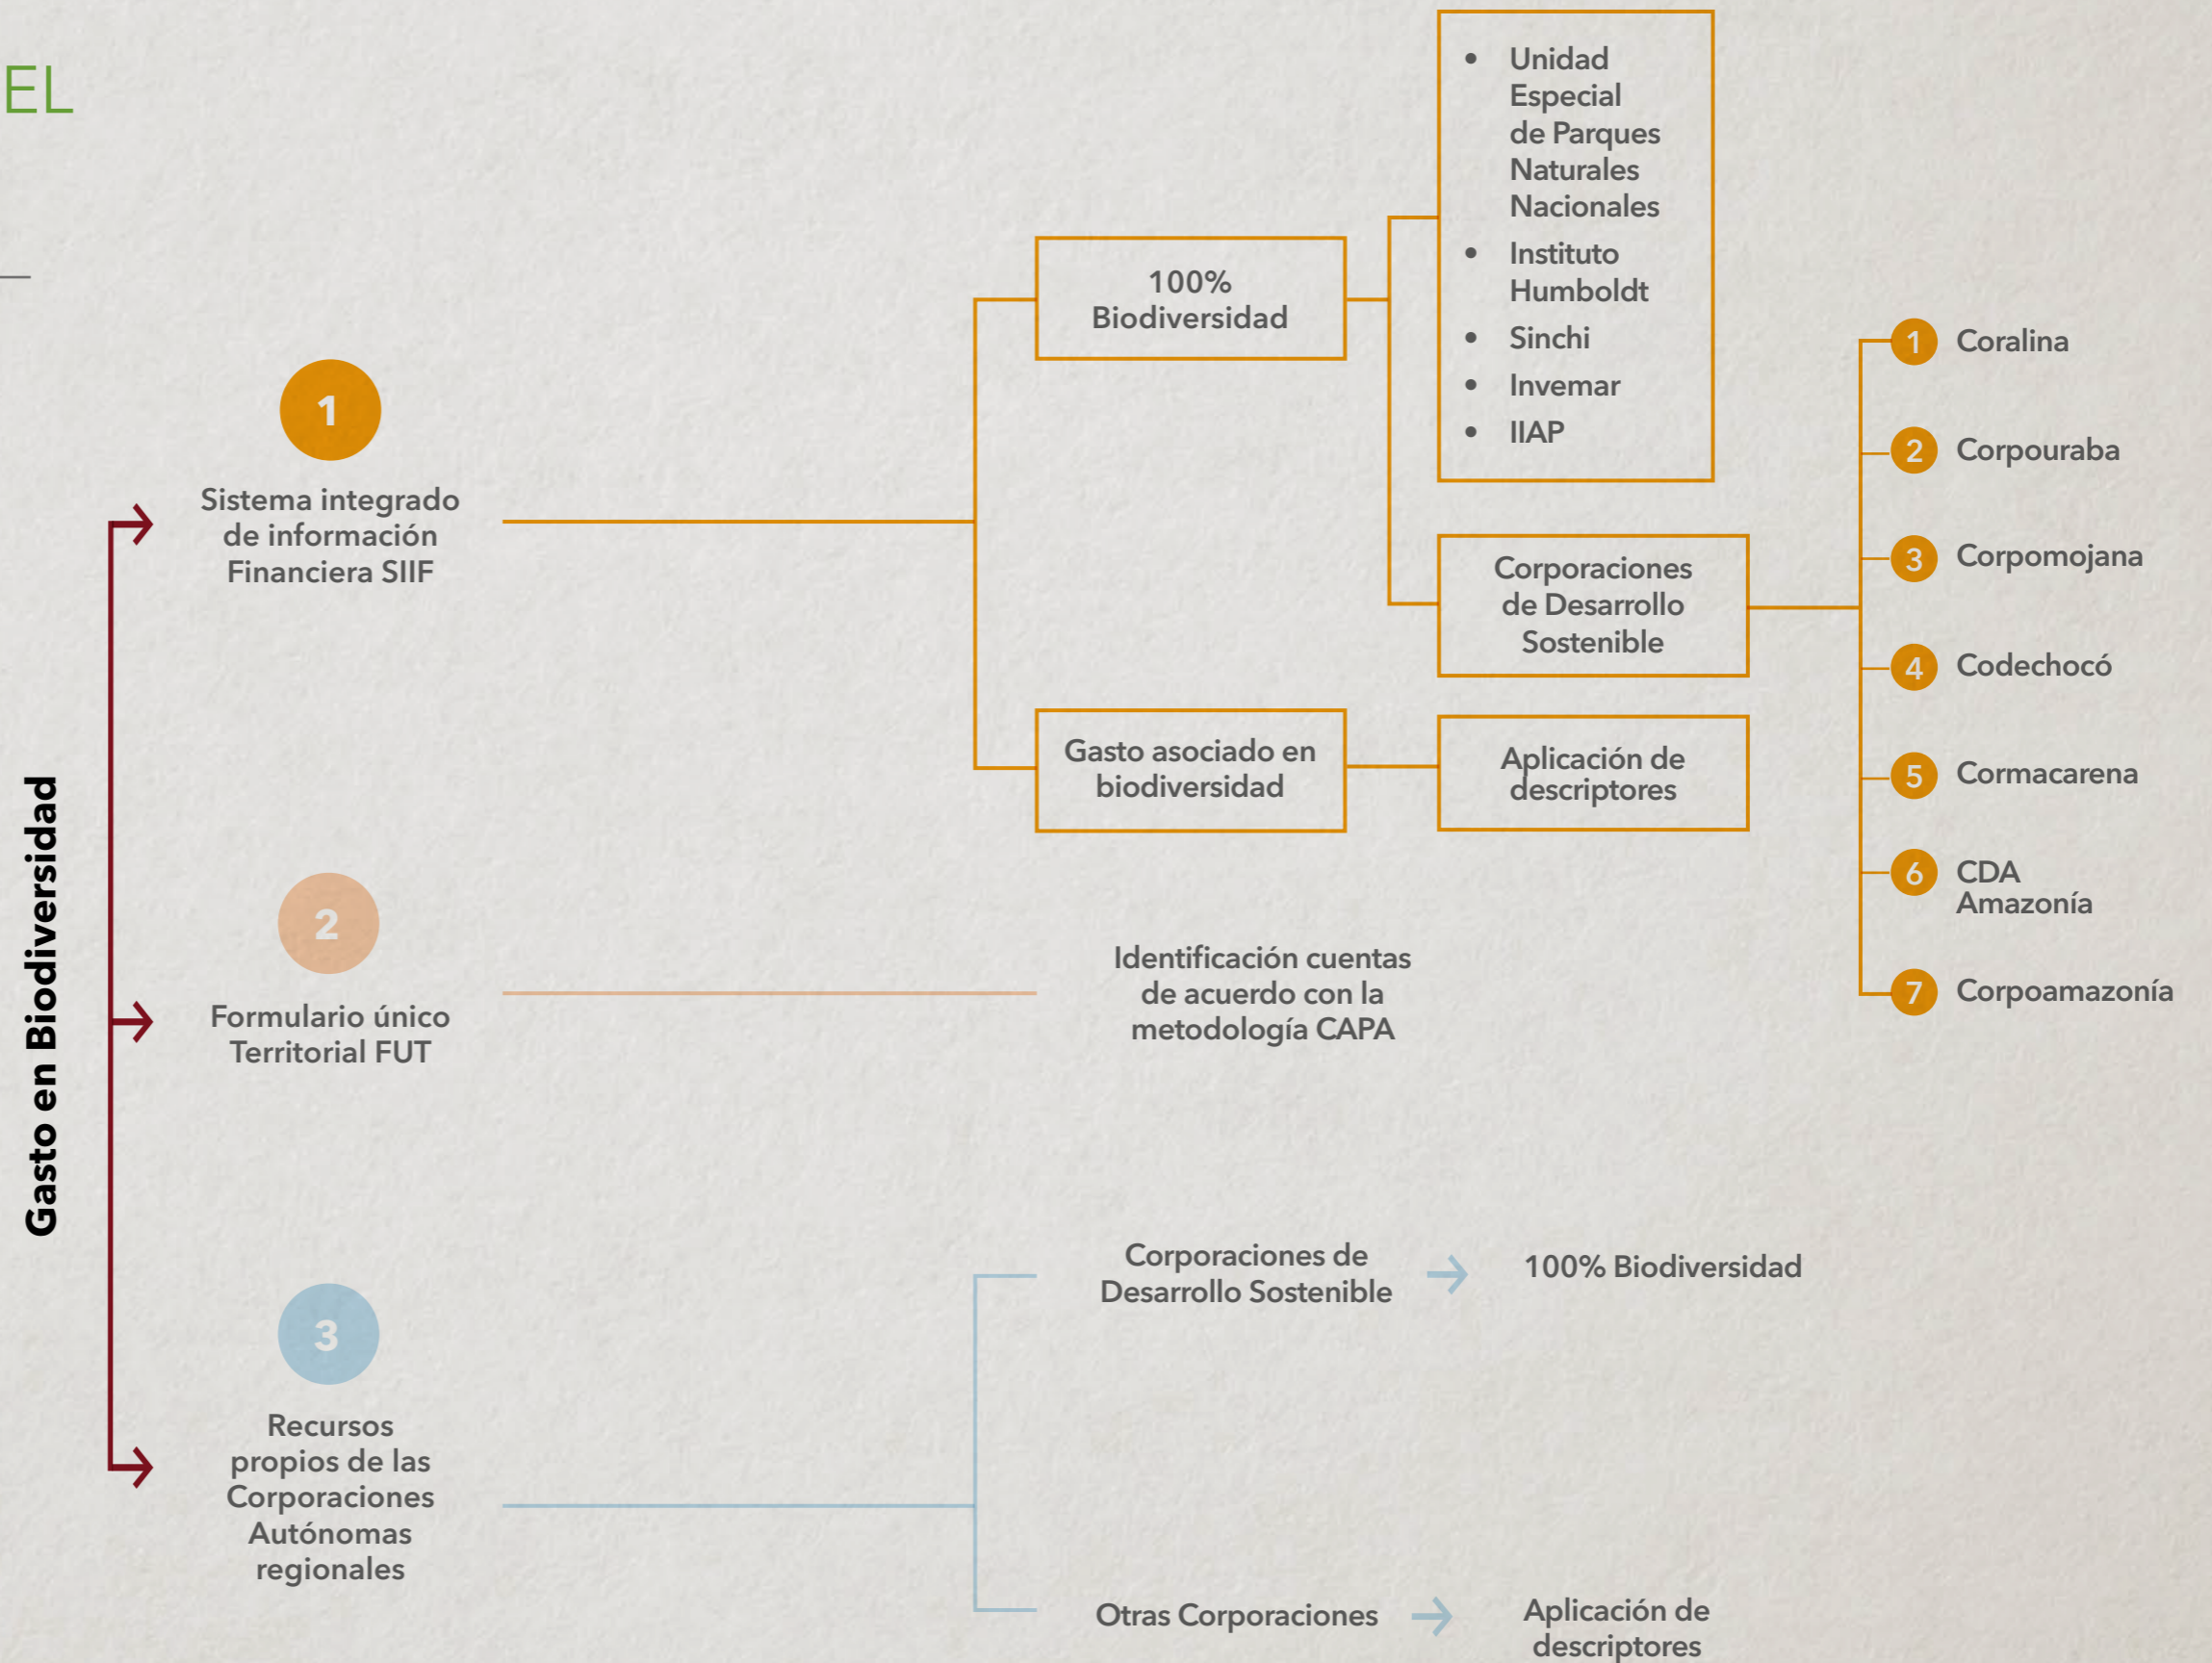 EL
Gasto en Biodiversidad
1
Sistema integrado
de información
Financiera SIIF
100%
Biodiversidad
• Unidad
Especial
de Parques
Naturales
Nacionales
• Instituto
Humboldt
• Sinchi
• Invemar
• IIAP
Corporaciones
de Desarrollo
Sostenible
1 Coralina
2 Corpouraba
3 Corpomojana
4 Codechocó
5 Cormacarena
6 CDA
Amazonía
7 Corpoamazonía
Gasto asociado en
biodiversidad
Aplicación de
descriptores
2
Formulario único
Territorial FUT
Identificación cuentas
de acuerdo con la
metodología CAPA
3
Recursos
propios de las
Corporaciones
Autónomas
regionales
Corporaciones de
Desarrollo Sostenible
100% Biodiversidad
Otras Corporaciones
Aplicación de
descriptores